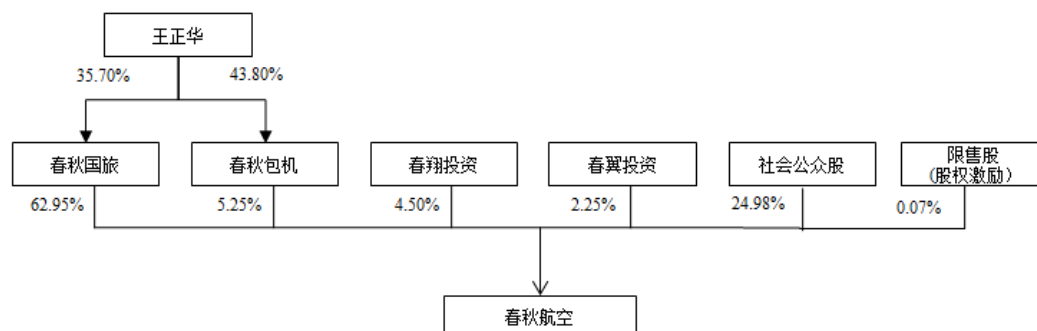 王正华
35.70%
43.80%
春秋国旅
春秋包机
春翔投资
春翼投资
社会公众股
限售股
(股权激励）
62.95%
5.25%
4.50%
2.25%
24.98%
0.07%
春秋航空